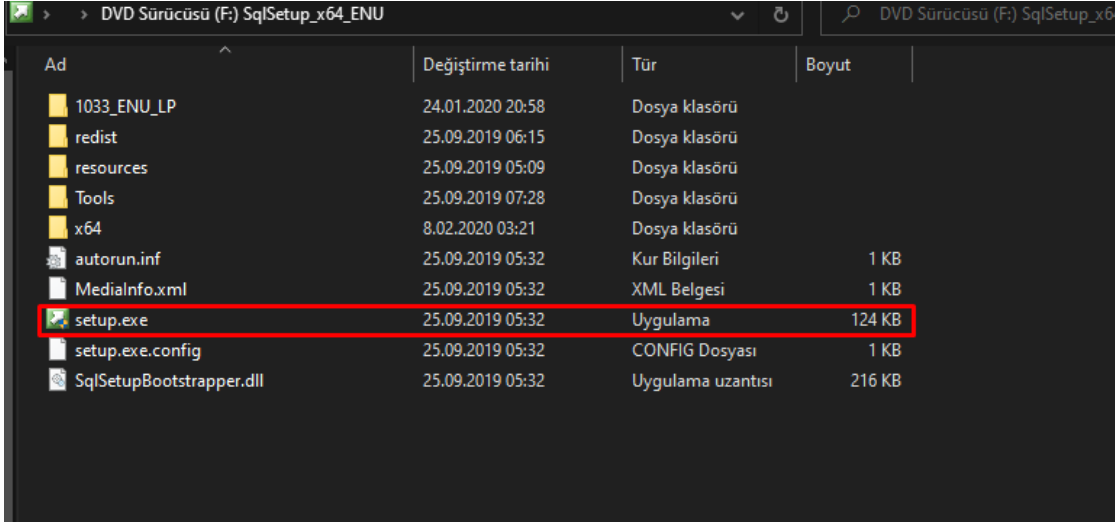 DVD Sürücüsü (F:) SqlSetup_x64_ENU DVD Sürücüsü (F:) SqlSetup_x6
Ad Değiştirme tarihi Tür Boyut
1033_ENU_LP 24.01.2020 20:58 Dosya klasörü
redist 25.09.2019 06:15 Dosya klasörü
resources 25.09.2019 05:09 Dosya klasörü
Tools 25.09.2019 07:28 Dosya klasörü
x64 8.02.2020 03:21 Dosya klasörü
autorun.inf 25.09.2019 05:32 Kur Bilgileri 1 KB
MediaInfo.xml 25.09.2019 05:32 XML Belgesi 1 KB
setup.exe 25.09.2019 05:32 Uygulama 124 KB
setup.exe.config 25.09.2019 05:32 CONFIG Dosyası 1 KB
SqlSetupBootstrapper.dll 25.09.2019 05:32 Uygulama uzantısı 216 KB